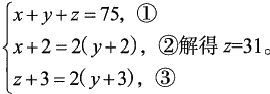 x+y+z=75, ①
x+2=2(y+2), ②解得 z=31。
z+3=2(y+3), ③